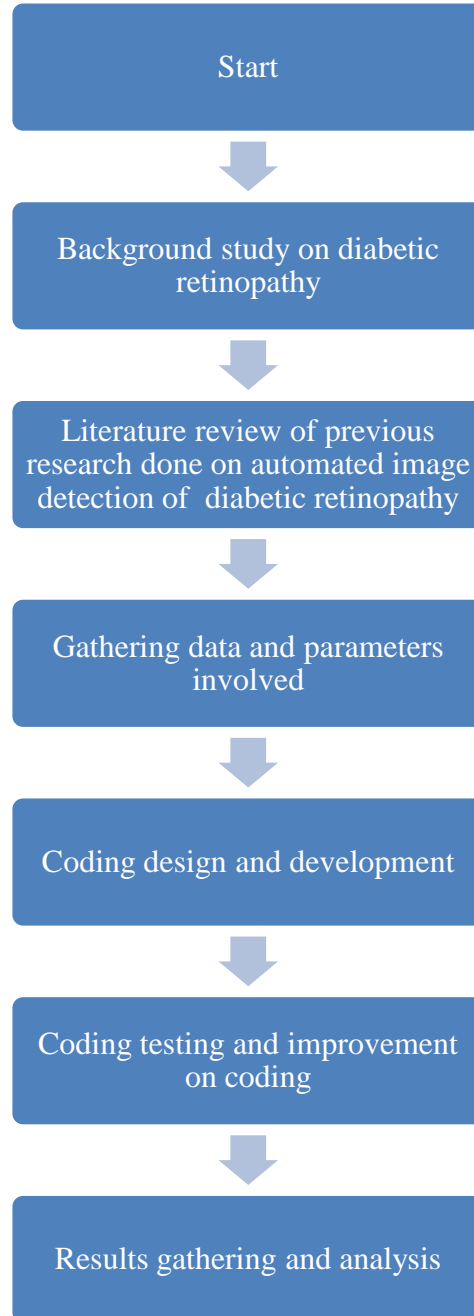 Start
Background study on diabetic
retinopathy
Literature review of previous
research done on automated image
detection of  diabetic retinopathy
Gathering data and parameters
involved
Coding design and development
Coding testing and improvement
on coding
Results gathering and analysis